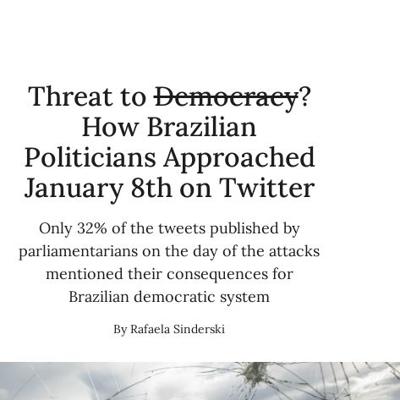 Threat to Democracy?
How Brazilian
Politicians Approached
January 8th on Twitter
Only 32% of the tweets published by
parliamentarians on the day of the attacks
mentioned their consequences for
Brazilian democratic system
By Rafaela Sinderski